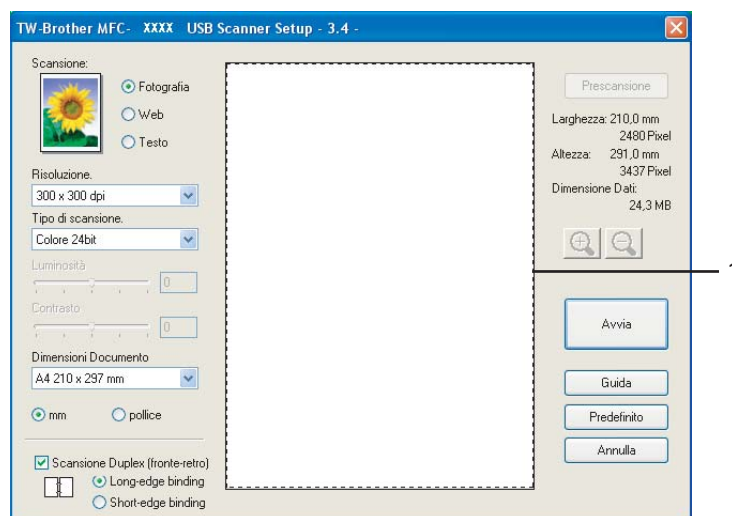 TW-Brother MFC- XXXX USB Scanner Setup - 3.4 -
Scansione:
Fotografia
Web
Testo
Risoluzione.
300 x 300 dpi
Tipo di scansione.
Colore 24bit
Luminosità
0
Contrasto
0
Dimensioni Documento
A4 210 x 297 mm
mm
pollice
Scansione Duplex (fronte-retro)
Long-edge binding
Short-edge binding
Prescansione
Larghezza: 210,0 mm
2480 Pixel
Altezza: 291,0 mm
3437 Pixel
Dimensione Dati:
24,3 MB
1
Avvia
Guida
Predefinito
Annulla